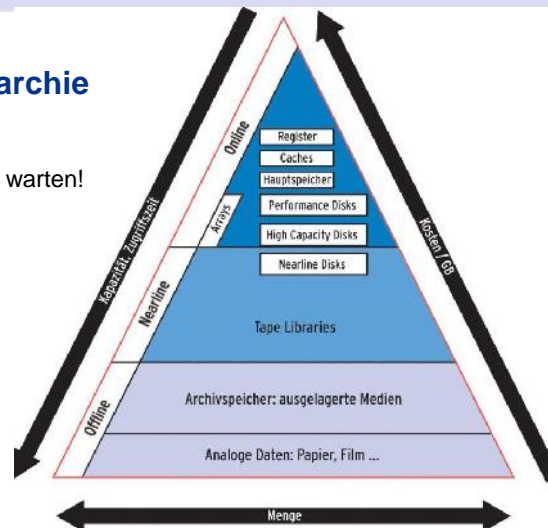 archie
warten!
Kapazität, Zugriffszeit
Kosten / GB
Online
Arrays
Register
Caches
Hauptspeicher
Performance Disks
High Capacity Disks
Nearline
Nearline Disks
Tape Libraries
Offline
Archivspeicher: ausgelagerte Medien
Analoge Daten: Papier, Film ...
Menge